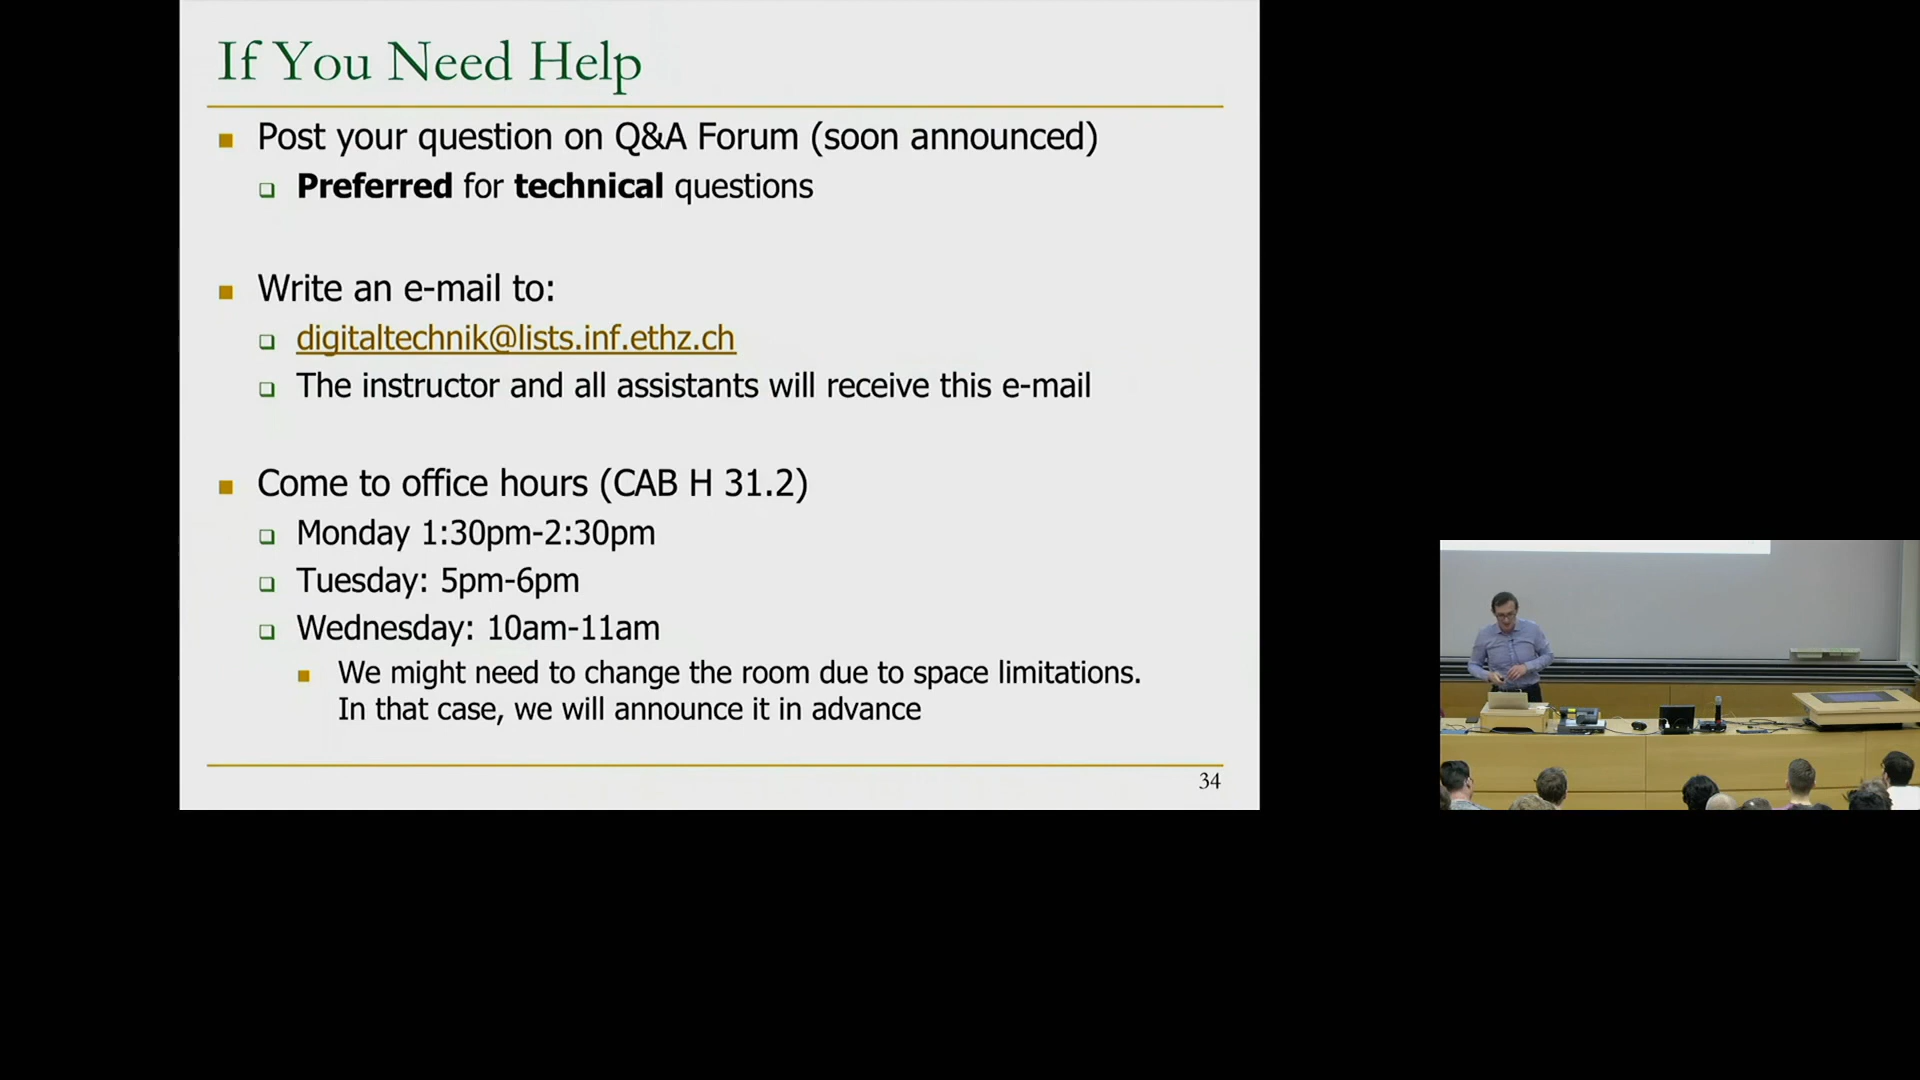 If You Need Help
Post your question on Q&A Forum (soon announced)
Preferred for technical questions
Write an e-mail to:
digitaltechnik@lists.inf.ethz.ch
The instructor and all assistants will receive this e-mail
Come to office hours (CAB H 31.2)
Monday 1:30pm-2:30pm
Tuesday: 5pm-6pm
Wednesday: 10am-11am
We might need to change the room due to space limitations.
In that case, we will announce it in advance
34